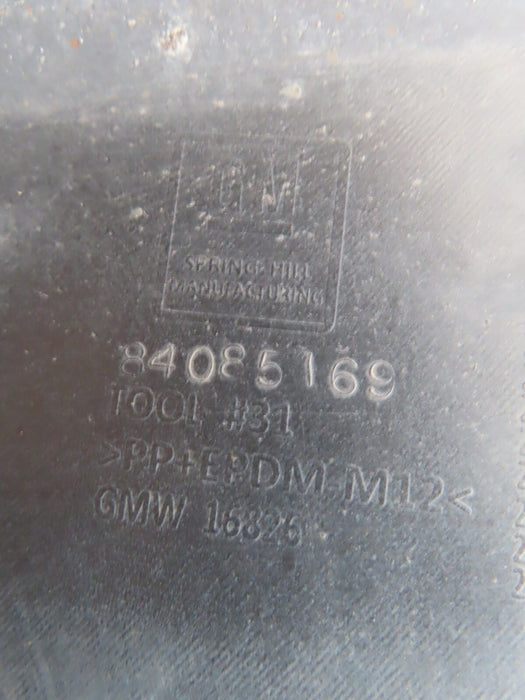 GM
SPRING HILL
MANUFACTURING
84085169
TOOL #31
>PP+EPDM-M12<
GMW 16826